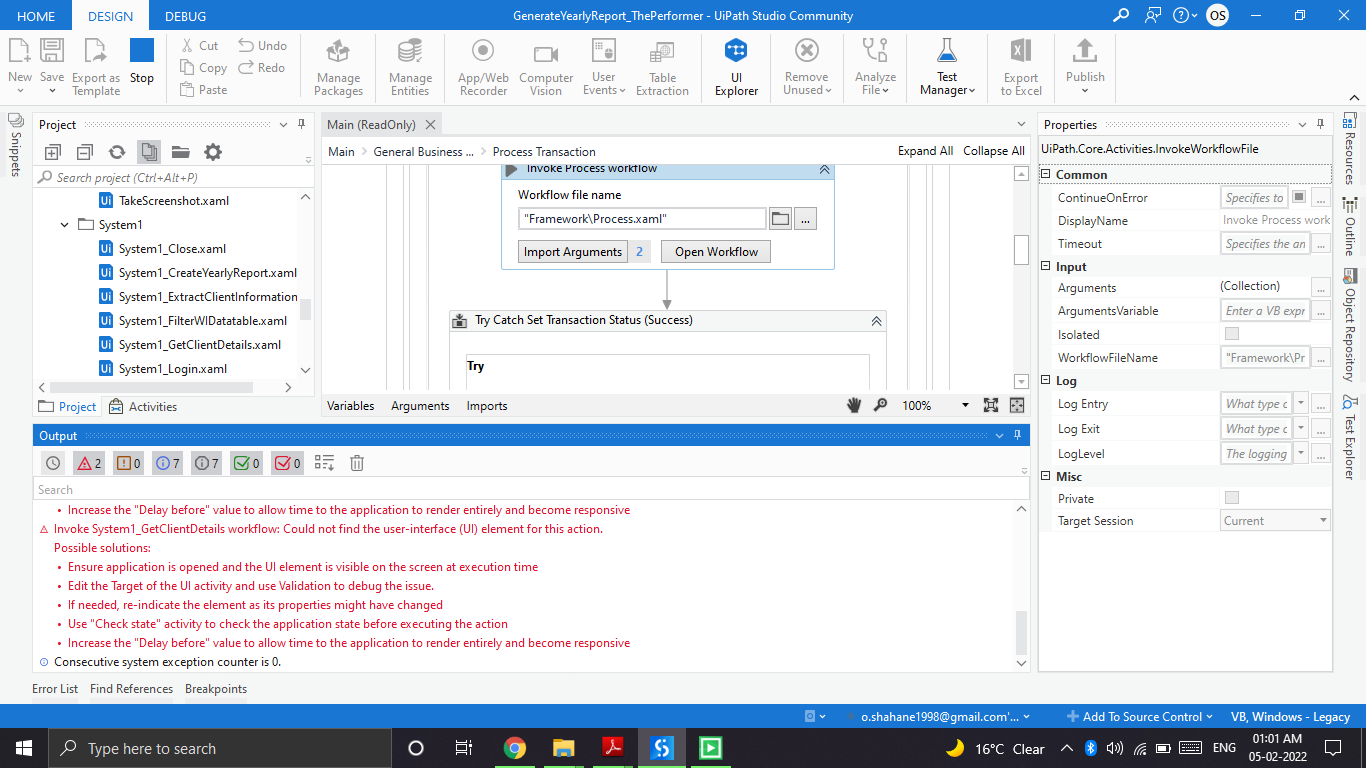 HOME
DESIGN
DEBUG
GenerateYearlyReport_ThePerformer - UiPath Studio Community
OS
New
Save
Export as Template
Stop
Cut
Copy
Paste
Undo
Redo
Manage Packages
Manage Entities
App/Web Recorder
Computer Vision
User Events
Table Extraction
UI Explorer
Remove Unused
Analyze File
Test Manager
Export to Excel
Publish
Snippets
Project
Search project (Ctrl+Alt+P)
TakeScreenshot.xaml
System1
System1_Close.xaml
System1_CreateYearlyReport.xaml
System1_ExtractClientInformation
System1_FilterWIDatatable.xaml
System1_GetClientDetails.xaml
System1_Login.xaml
Project
Activities
Main (ReadOnly)
Main
General Business ...
Process Transaction
Expand All
Collapse All
Invoke Process workflow
Workflow file name
"Framework\Process.xaml"
...
Import Arguments
2
Open Workflow
Try Catch Set Transaction Status (Success)
Try
Variables
Arguments
Imports
100%
Properties
UiPath.Core.Activities.InvokeWorkflowFile
Common
ContinueOnError
Specifies to
...
DisplayName
Invoke Process work
Timeout
Specifies the an
...
Input
Arguments
(Collection)
...
ArgumentsVariable
Enter a VB expr
...
Isolated
WorkflowFileName
"Framework\Pr
...
Log
Log Entry
What type c
...
Log Exit
What type c
...
LogLevel
The logging
...
Misc
Private
Target Session
Current
Resources
Outline
Object Repository
Test Explorer
Output
2
0
7
7
0
0
Search
• Increase the "Delay before" value to allow time to the application to render entirely and become responsive
Invoke System1_GetClientDetails workflow: Could not find the user-interface (UI) element for this action.
Possible solutions:
• Ensure application is opened and the UI element is visible on the screen at execution time
• Edit the Target of the UI activity and use Validation to debug the issue.
• If needed, re-indicate the element as its properties might have changed
• Use "Check state" activity to check the application state before executing the action
• Increase the "Delay before" value to allow time to the application to render entirely and become responsive
Consecutive system exception counter is 0.
Error List
Find References
Breakpoints
o.shahane1998@gmail.com'...
Add To Source Control
VB, Windows - Legacy
Type here to search
16°C Clear
ENG
01:01 AM
05-02-2022